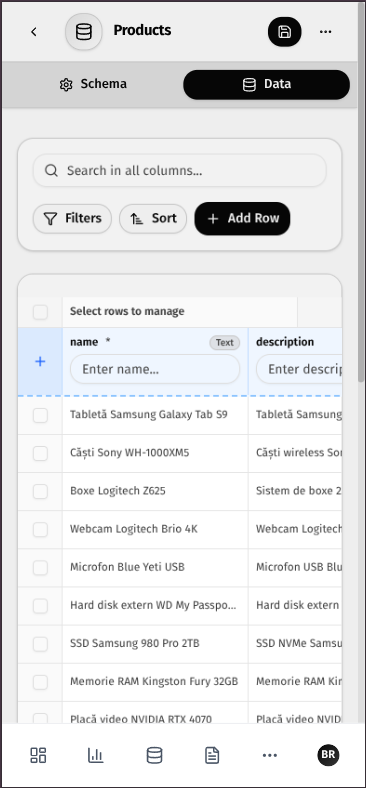 Products
Schema
Data
Search in all columns...
Filters
Sort
Add Row
Select rows to manage
name * Text description
Enter name... Enter descrip
Tabletă Samsung Galaxy Tab S9 Tabletă Samsung
Căști Sony WH-1000XM5 Căști wireless Son
Boxe Logitech Z625 Sistem de boxe 2
Webcam Logitech Brio 4K Webcam Logitech
Microfon Blue Yeti USB Microfon USB Blu
Hard disk extern WD My Passpo... Hard disk extern
SSD Samsung 980 Pro 2TB SSD NVMe Samsu
Memorie RAM Kingston Fury 32GB Memorie RAM Kin
Placă video NVIDIA RTX 4070 Placă video NVID
BR